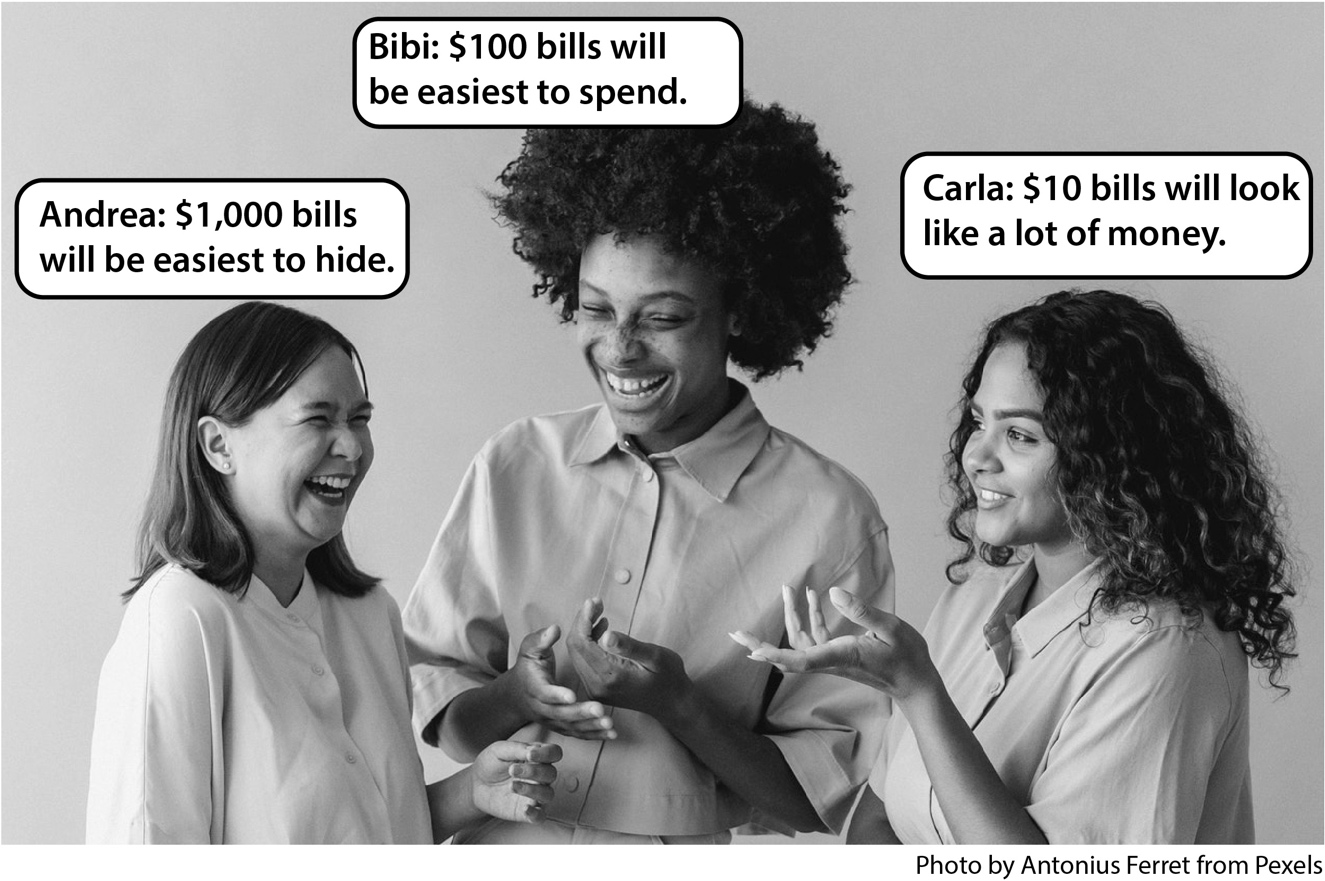 Bibi: $100 bills will
be easiest to spend.
Andrea: $1,000 bills
will be easiest to hide.
Carla: $10 bills will look
like a lot of money.
Photo by Antonius Ferret from Pexels